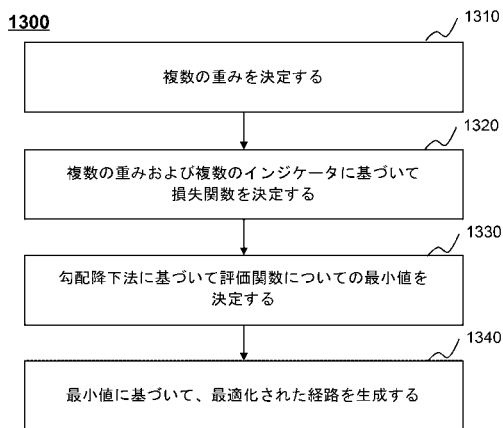 1300
1310
複数の重みを決定する
1320
複数の重みおよび複数のインジケータに基づいて
損失関数を決定する
1330
勾配降下法に基づいて評価関数についての最小値を
決定する
1340
最小値に基づいて、最適化された経路を生成する